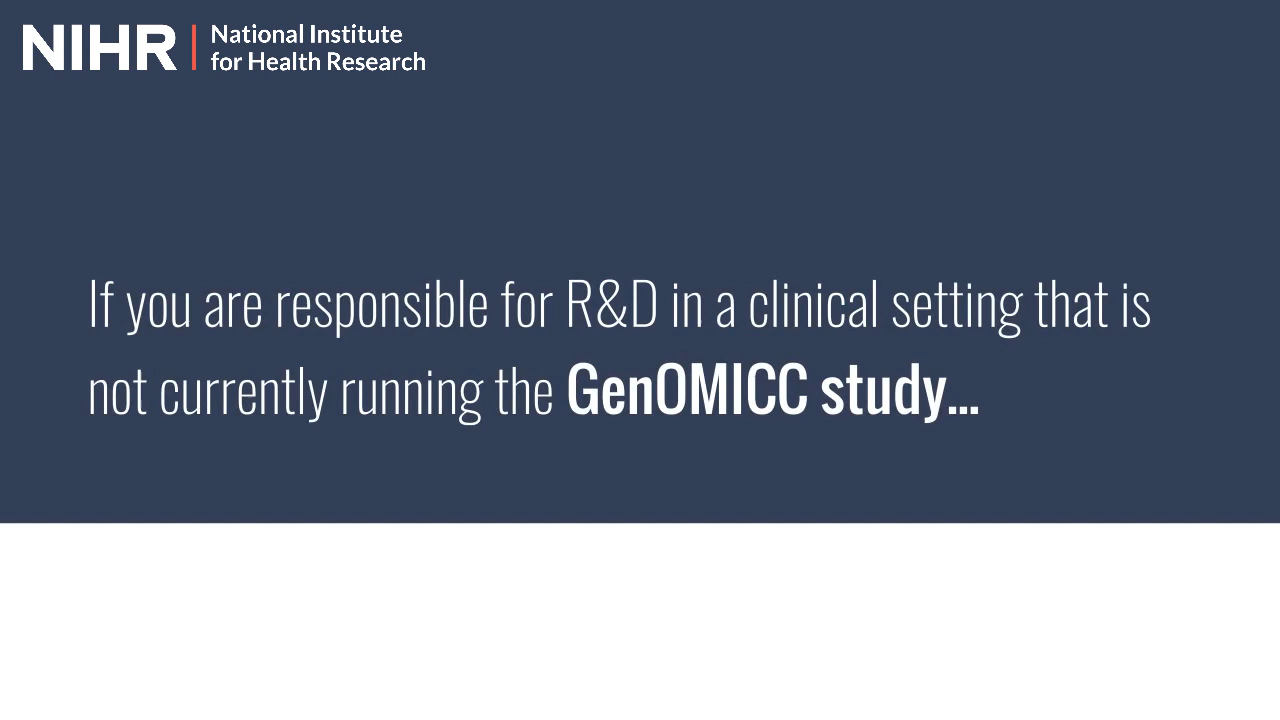 NIHR | National Institute
for Health Research
If you are responsible for R&D in a clinical setting that is
not currently running the GenOMICC study...